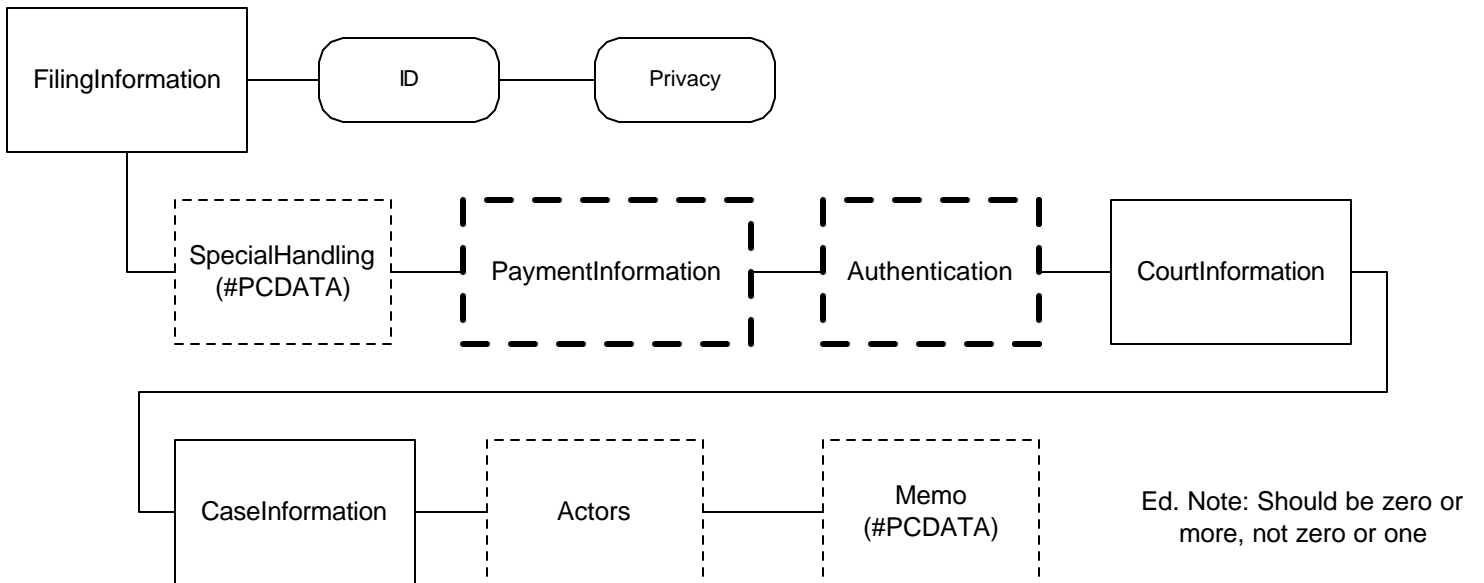 FilingInformation
ID
Privacy
SpecialHandling
(#PCDATA)
PaymentInformation
Authentication
CourtInformation
CaseInformation
Actors
Memo
(#PCDATA)
Ed. Note: Should be zero or
more, not zero or one